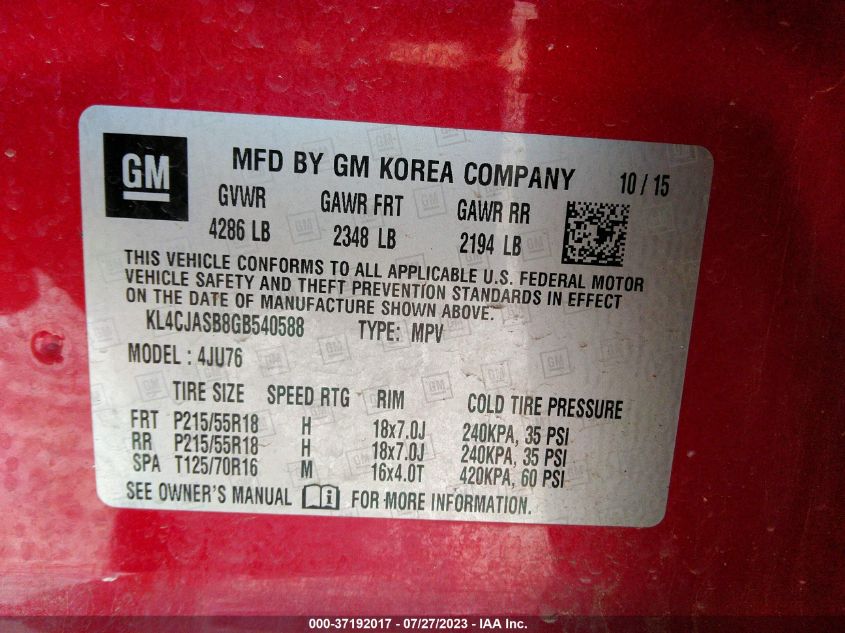 GM
MFD BY GM KOREA COMPANY 10 / 15
GVWR GAWR FRT GAWR RR
4286 LB 2348 LB 2194 LB
THIS VEHICLE CONFORMS TO ALL APPLICABLE U.S. FEDERAL MOTOR
VEHICLE SAFETY AND THEFT PREVENTION STANDARDS IN EFFECT
ON THE DATE OF MANUFACTURE SHOWN ABOVE.
KL4CJASB8GB540588 TYPE: MPV
MODEL : 4JU76
TIRE SIZE SPEED RTG RIM COLD TIRE PRESSURE
FRT P215/55R18 H 18x7.0J 240KPA, 35 PSI
RR P215/55R18 H 18x7.0J 240KPA, 35 PSI
SPA T125/70R16 M 16x4.0T 420KPA, 60 PSI
SEE OWNER'S MANUAL i FOR MORE INFORMATION.
000-37192017 - 07/27/2023 - IAA Inc.